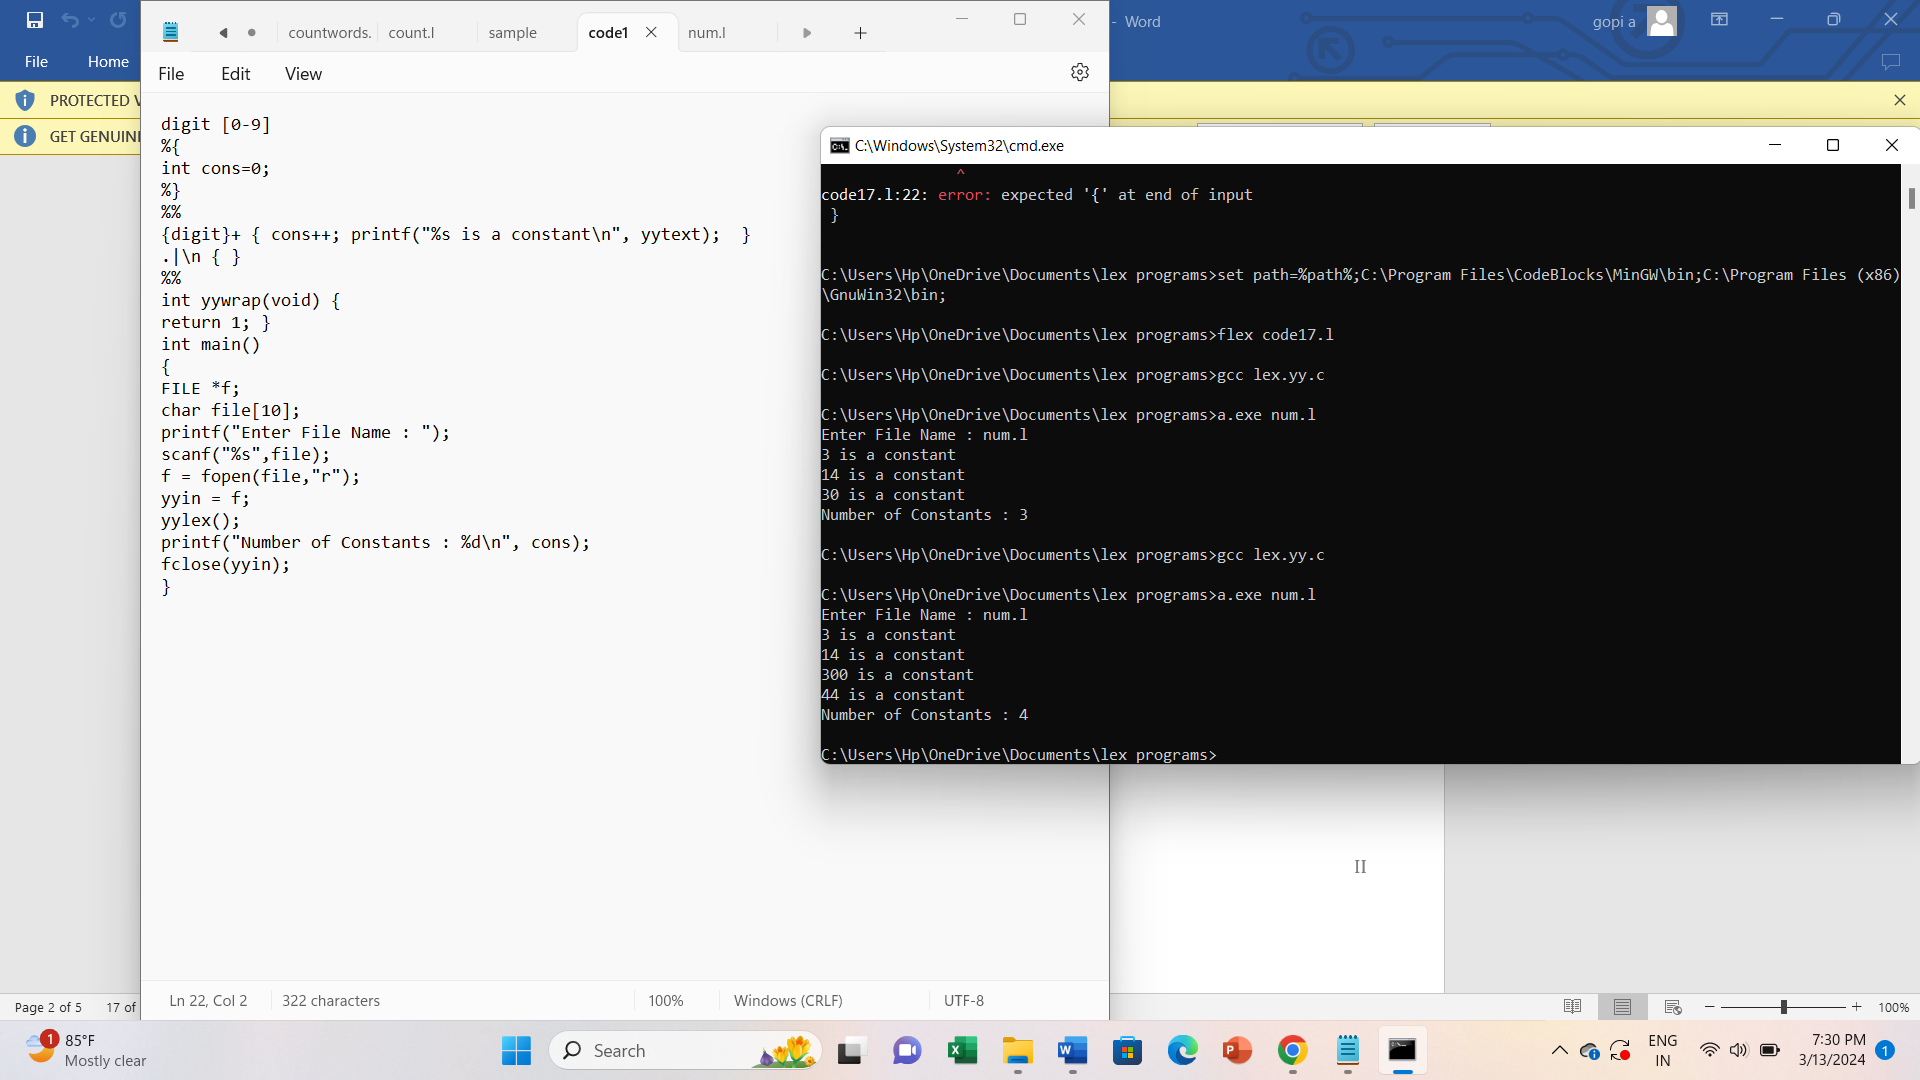 - Word
gopi a
File
Home
PROTECTED V
GET GENUIN
countwords.
count.l
sample
code1
num.l
File
Edit
View
digit [0-9]
%{
int cons=0;
%}
%%
{digit}+ { cons++; printf("%s is a constant\n", yytext);  }
.|\n { }
%%
int yywrap(void) {
return 1; }
int main()
{
FILE *f;
char file[10];
printf("Enter File Name : ");
scanf("%s",file);
f = fopen(file,"r");
yyin = f;
yylex();
printf("Number of Constants : %d\n", cons);
fclose(yyin);
}
Ln 22, Col 2
322 characters
100%
Windows (CRLF)
UTF-8
C:\Windows\System32\cmd.exe
^
code17.l:22: error: expected '{' at end of input
}
C:\Users\Hp\OneDrive\Documents\lex programs>set path=%path%;C:\Program Files\CodeBlocks\MinGW\bin;C:\Program Files (x86)
\GnuWin32\bin;
C:\Users\Hp\OneDrive\Documents\lex programs>flex code17.l
C:\Users\Hp\OneDrive\Documents\lex programs>gcc lex.yy.c
C:\Users\Hp\OneDrive\Documents\lex programs>a.exe num.l
Enter File Name : num.l
3 is a constant
14 is a constant
30 is a constant
Number of Constants : 3
C:\Users\Hp\OneDrive\Documents\lex programs>gcc lex.yy.c
C:\Users\Hp\OneDrive\Documents\lex programs>a.exe num.l
Enter File Name : num.l
3 is a constant
14 is a constant
300 is a constant
44 is a constant
Number of Constants : 4
C:\Users\Hp\OneDrive\Documents\lex programs>
II
Page 2 of 5
17 of
100%
1
85°F
Mostly clear
Search
ENG
IN
7:30 PM
3/13/2024
1